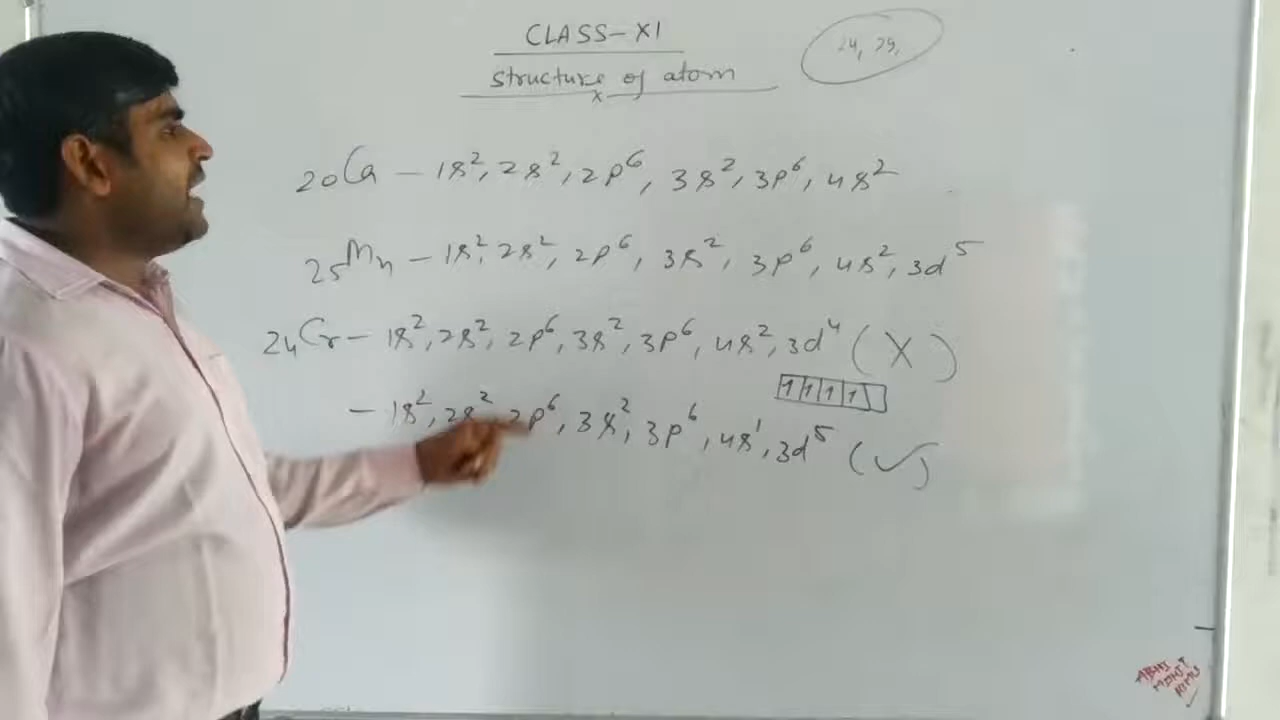 CLASS-XI
24, 29,
structure of atom
x
20Ca - 1s², 2s², 2p⁶, 3s², 3p⁶, 4s²
25Mn - 1s², 2s², 2p⁶, 3s², 3p⁶, 4s², 3d⁵
24Cr - 1s², 2s², 2p⁶, 3s², 3p⁶, 4s², 3d⁴ (X)
1 1 1 1
- 1s², 2s², 2p⁶, 3s², 3p⁶, 4s¹, 3d⁵ (✓)
ABHI
MOHIT